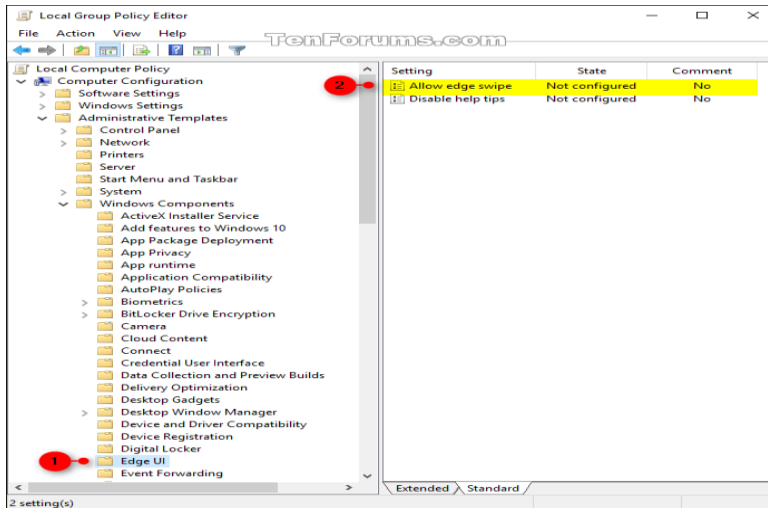 Local Group Policy Editor
File Action View Help
TenForums.com
Local Computer Policy
Computer Configuration
Software Settings
Windows Settings
Administrative Templates
Control Panel
Network
Printers
Server
Start Menu and Taskbar
System
Windows Components
ActiveX Installer Service
Add features to Windows 10
App Package Deployment
App Privacy
App runtime
Application Compatibility
AutoPlay Policies
Biometrics
BitLocker Drive Encryption
Camera
Cloud Content
Connect
Credential User Interface
Data Collection and Preview Builds
Delivery Optimization
Desktop Gadgets
Desktop Window Manager
Device and Driver Compatibility
Device Registration
Digital Locker
1 Edge UI
Event Forwarding
Setting State Comment
2 Allow edge swipe Not configured No
Disable help tips Not configured No
Extended Standard
2 setting(s)